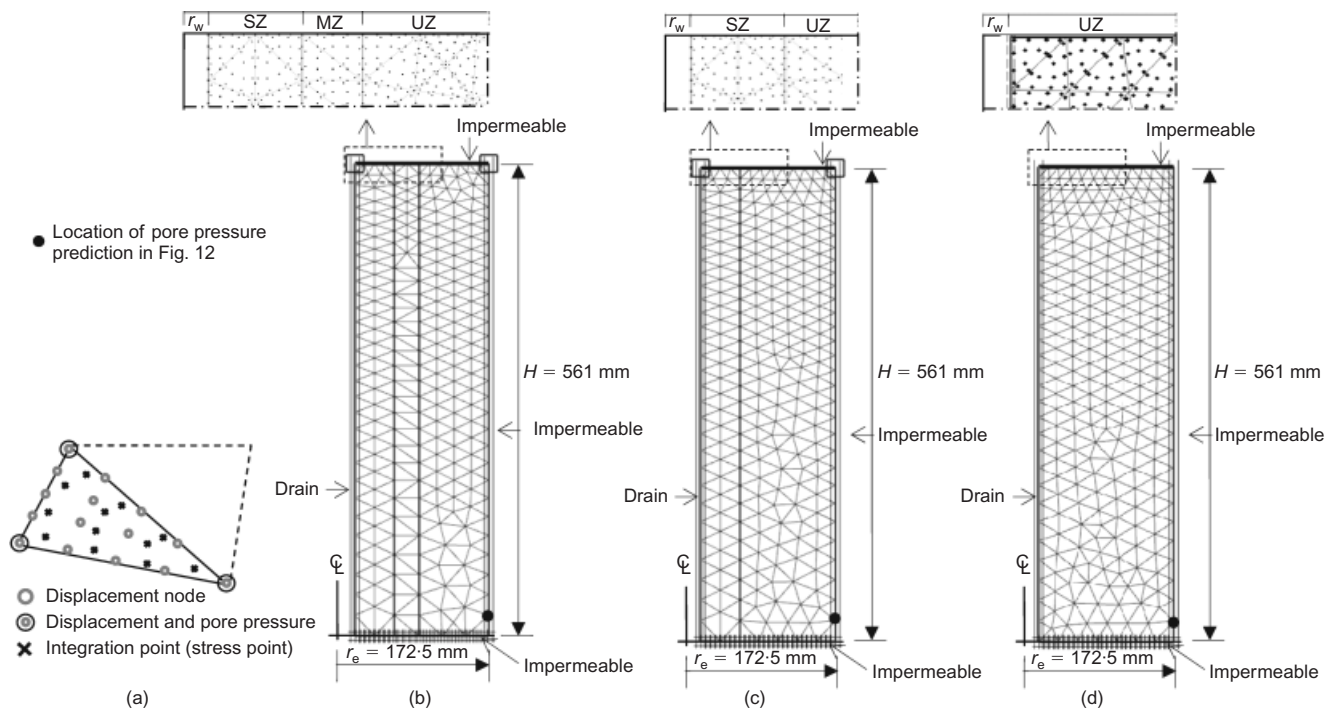 r_w SZ MZ UZ
r_w SZ UZ
r_w UZ
Impermeable
Impermeable
Impermeable
Location of pore pressure
prediction in Fig. 12
H = 561 mm
H = 561 mm
H = 561 mm
Impermeable
Impermeable
Impermeable
Drain
Drain
Drain
℄
℄
℄
Displacement node
Displacement and pore pressure
Integration point (stress point)
r_e = 172·5 mm
Impermeable
r_e = 172·5 mm
Impermeable
r_e = 172·5 mm
Impermeable
(a)
(b)
(c)
(d)